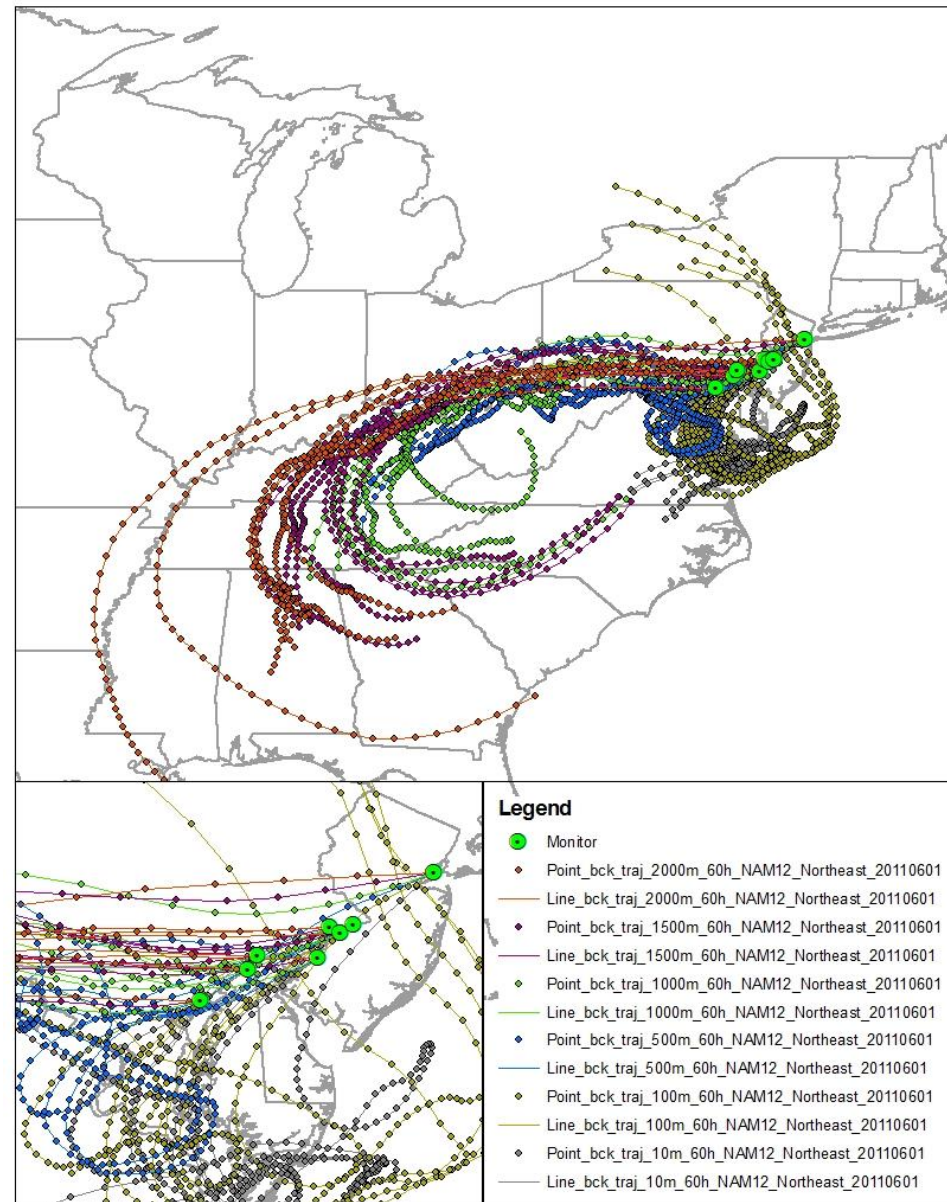 Legend
Monitor
Point_bck_traj_2000m_60h_NAM12_Northeast_20110601
Line_bck_traj_2000m_60h_NAM12_Northeast_20110601
Point_bck_traj_1500m_60h_NAM12_Northeast_20110601
Line_bck_traj_1500m_60h_NAM12_Northeast_20110601
Point_bck_traj_1000m_60h_NAM12_Northeast_20110601
Line_bck_traj_1000m_60h_NAM12_Northeast_20110601
Point_bck_traj_500m_60h_NAM12_Northeast_20110601
Line_bck_traj_500m_60h_NAM12_Northeast_20110601
Point_bck_traj_100m_60h_NAM12_Northeast_20110601
Line_bck_traj_100m_60h_NAM12_Northeast_20110601
Point_bck_traj_10m_60h_NAM12_Northeast_20110601
Line_bck_traj_10m_60h_NAM12_Northeast_20110601